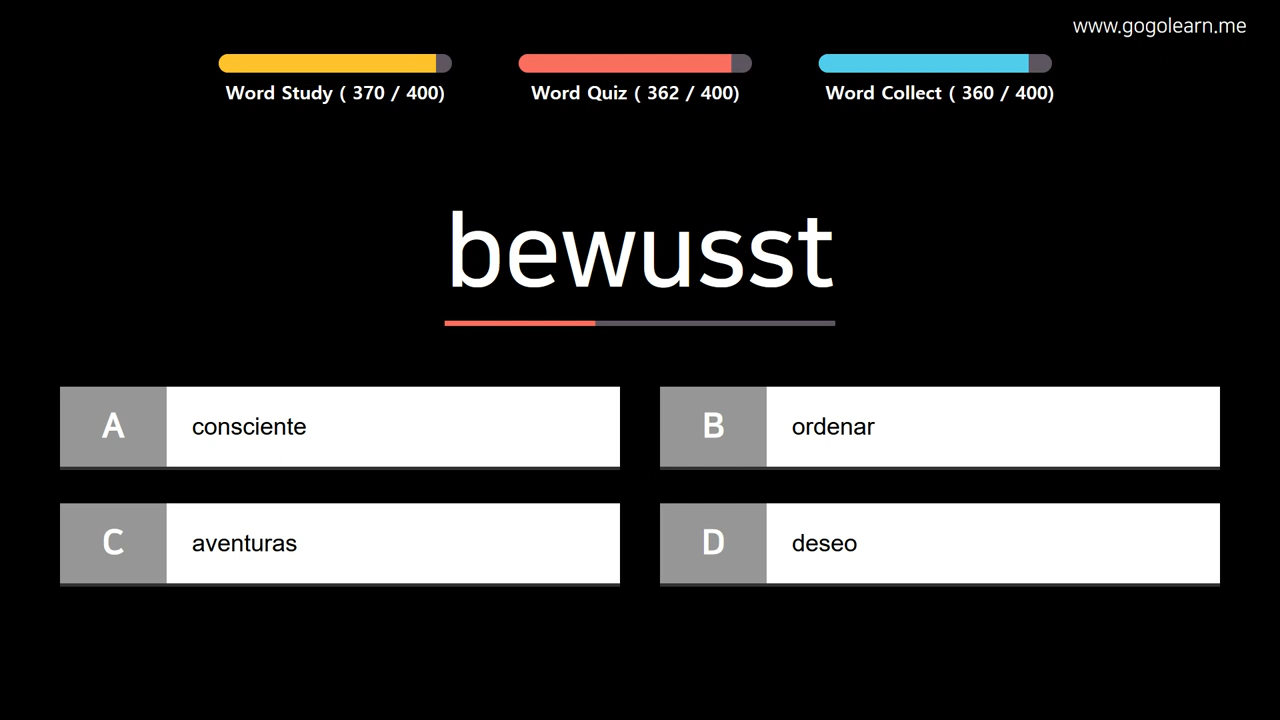 www.gogolearn.me
Word Study ( 370 / 400)
Word Quiz ( 362 / 400)
Word Collect ( 360 / 400)
bewusst
A
consciente
B
ordenar
C
aventuras
D
deseo